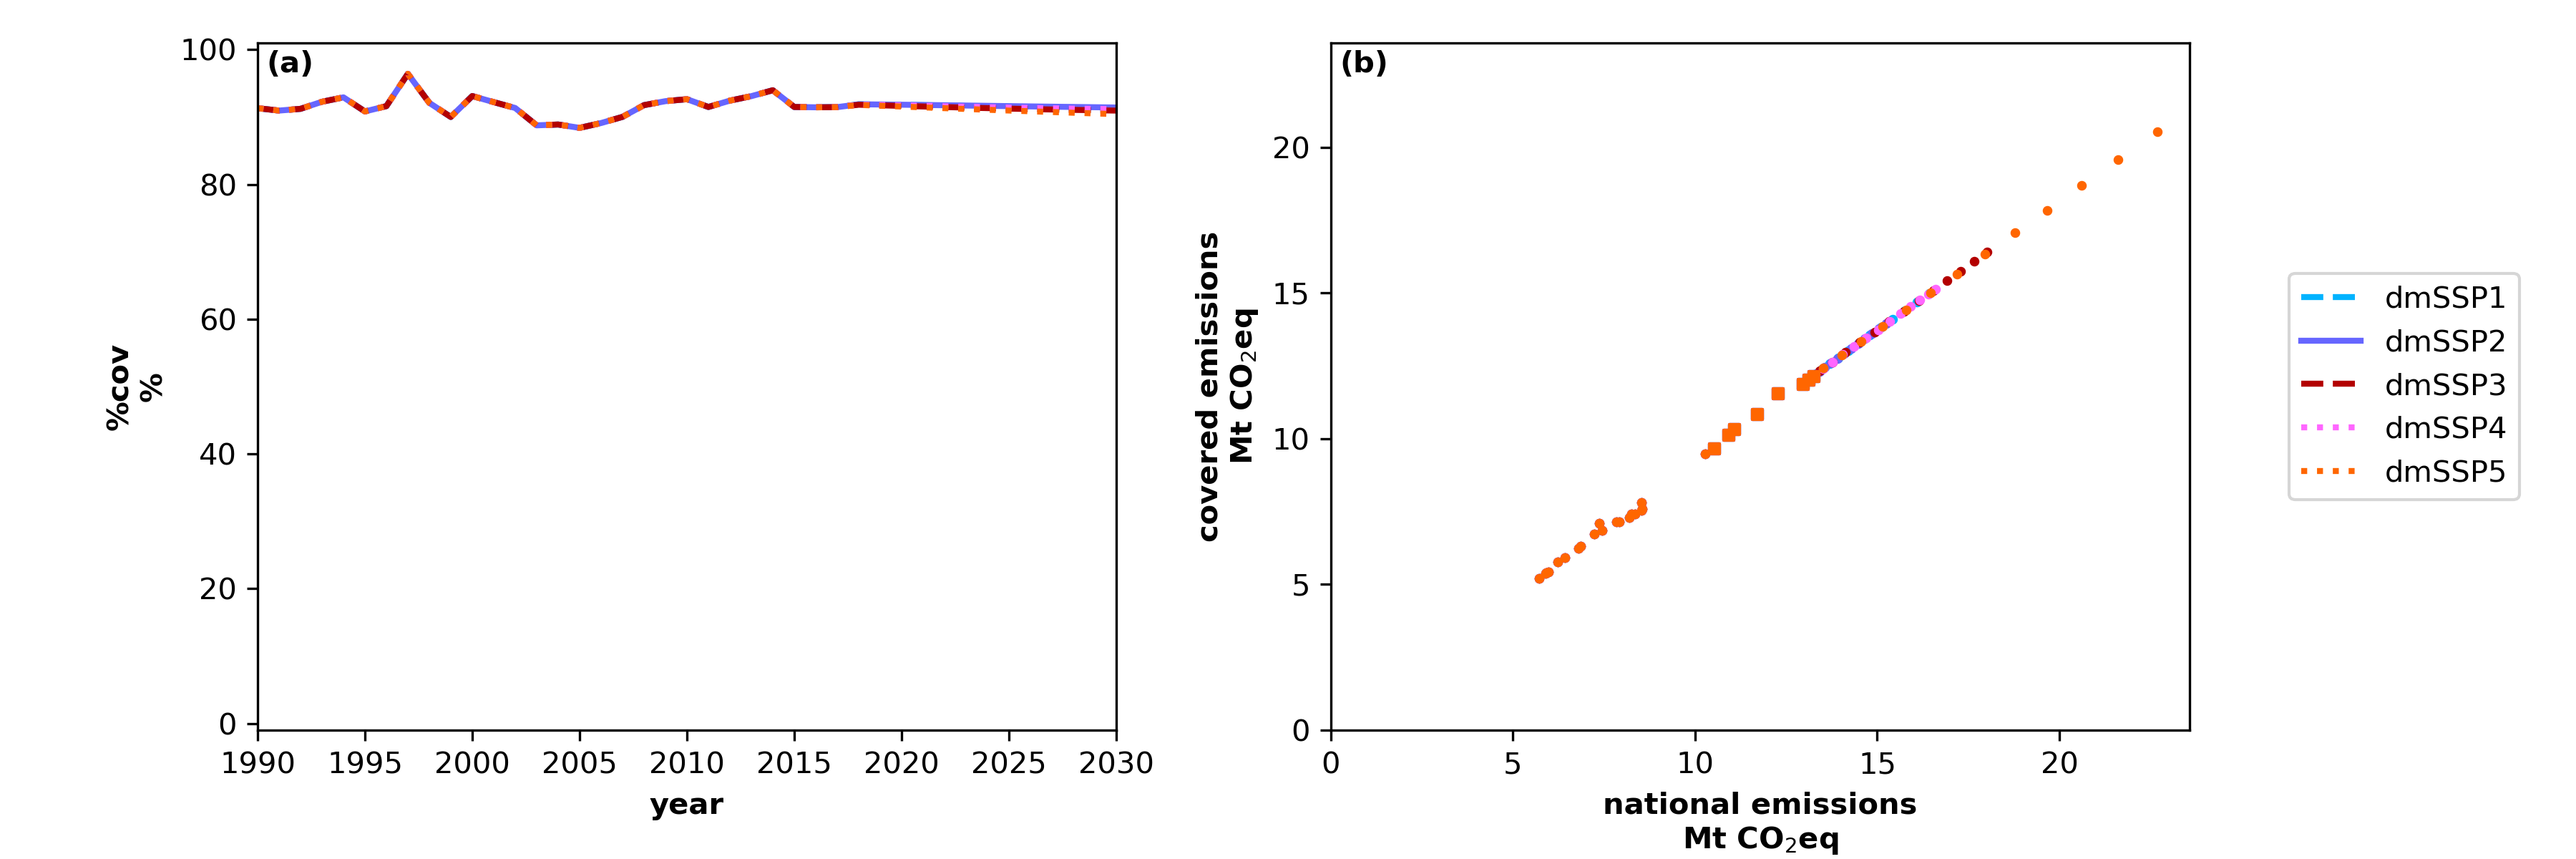 (a)
100
80
60
40
20
0
%cov
%
1990 1995 2000 2005 2010 2015 2020 2025 2030
year
(b)
20
15
10
5
0
covered emissions
Mt CO₂eq
0 5 10 15 20
national emissions
Mt CO₂eq
dmSSP1
dmSSP2
dmSSP3
dmSSP4
dmSSP5